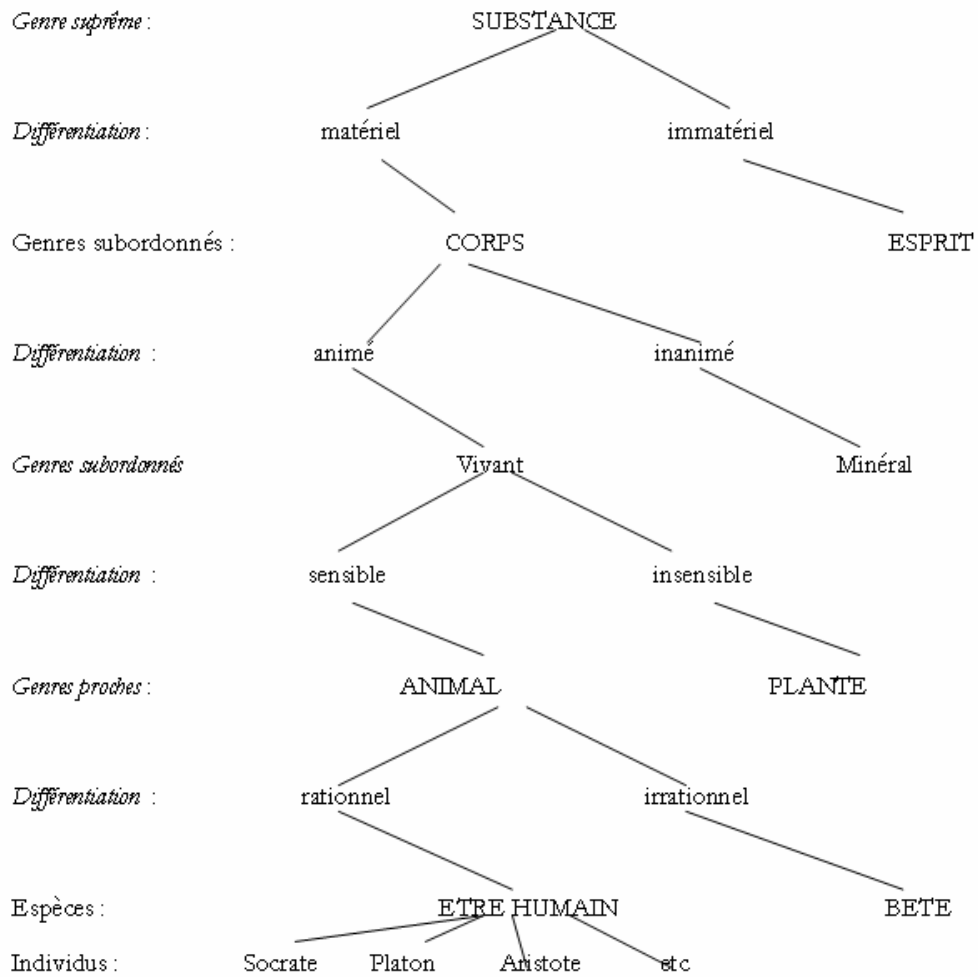 Genre suprême : SUBSTANCE
Différentiation : matériel immatériel
Genres subordonnés : CORPS ESPRIT
Différentiation : animé inanimé
Genres subordonnés Vivant Minéral
Différentiation : sensible insensible
Genres proches : ANIMAL PLANTE
Différentiation : rationnel irrationnel
Espèces : ETRE HUMAIN BETE
Individus : Socrate Platon Aristote etc